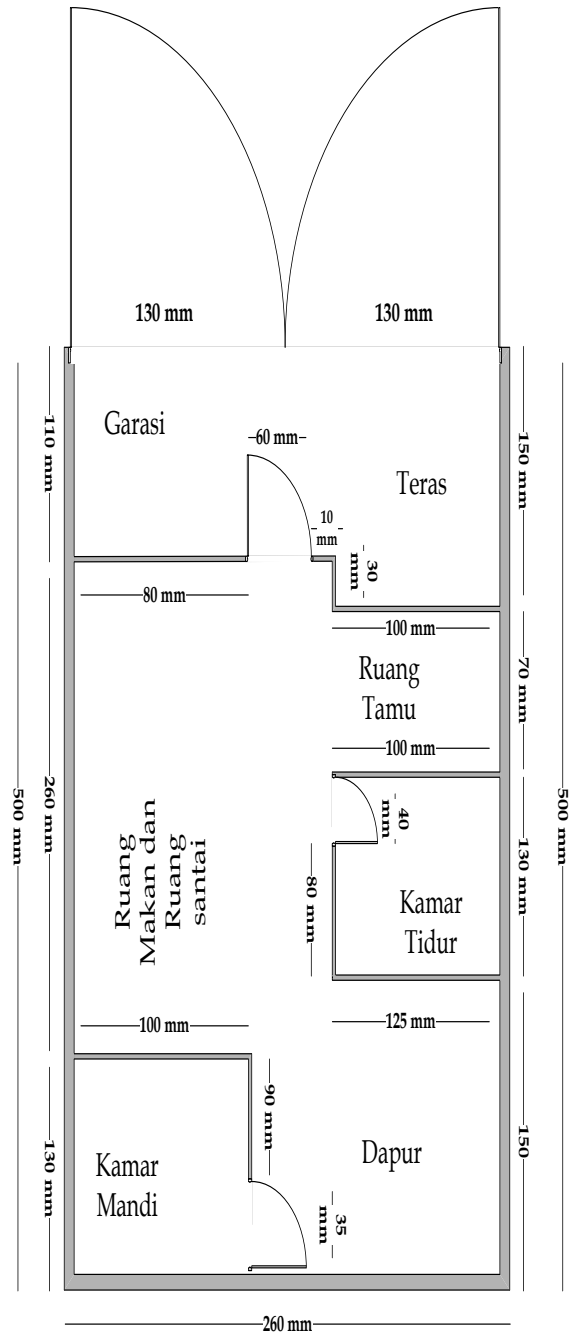 130 mm
130 mm
Garasi
60 mm
Teras
110 mm
150 mm
10
mm
30
mm
80 mm
100 mm
Ruang
Tamu
70 mm
100 mm
500 mm
260 mm
500 mm
40
mm
130 mm
Ruang
Makan dan
Ruang
santai
80 mm
Kamar
Tidur
100 mm
125 mm
90 mm
130 mm
150
Kamar
Mandi
Dapur
35
mm
260 mm